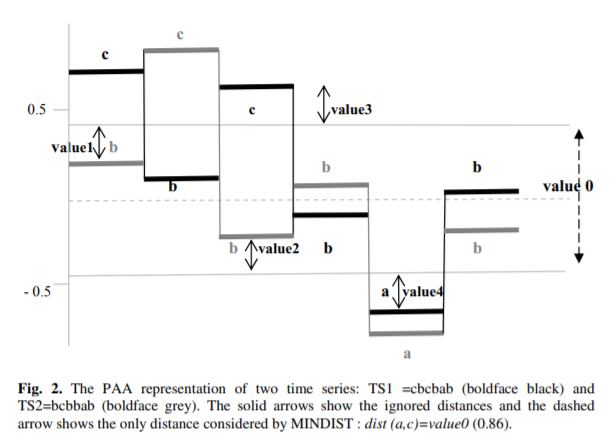 c
c
0.5
c
value3
value1
b
b
b
b
value 0
b
b
value2
b
b
- 0.5
a
value4
a
Fig. 2. The PAA representation of two time series: TS1 =cbcbab (boldface black) and
TS2=bcbbab (boldface grey). The solid arrows show the ignored distances and the dashed
arrow shows the only distance considered by MINDIST : dist (a,c)=value0 (0.86).